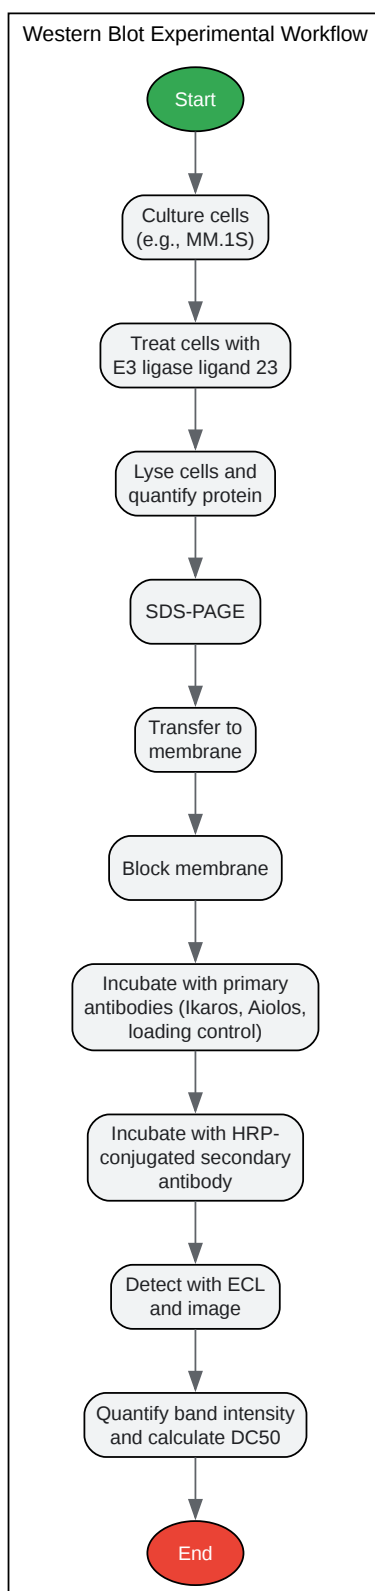 Western Blot Experimental Workflow
Start
Culture cells
(e.g., MM.1S)
Treat cells with
E3 ligase ligand 23
Lyse cells and
quantify protein
SDS-PAGE
Transfer to
membrane
Block membrane
Incubate with primary
antibodies (Ikaros, Aiolos,
loading control)
Incubate with HRP-
conjugated secondary
antibody
Detect with ECL
and image
Quantify band intensity
and calculate DC50
End